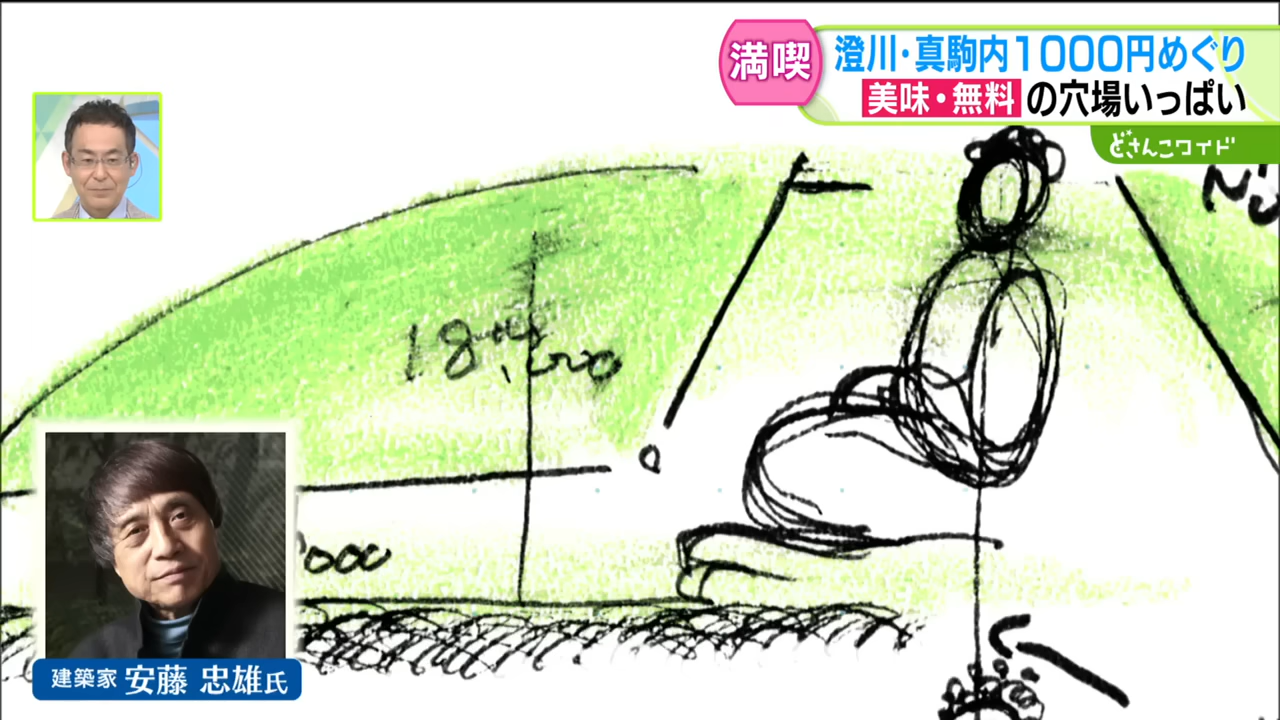 満喫
澄川・真駒内1000円めぐり
美味・無料の穴場いっぱい
どさんこワイド
000
建築家 安藤 忠雄氏